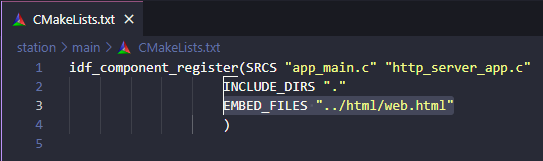 CMakeLists.txt ×
station > main > CMakeLists.txt
1 idf_component_register(SRCS "app_main.c" "http_server_app.c"
2 INCLUDE_DIRS "."
3 EMBED_FILES "../html/web.html"
4 )
5